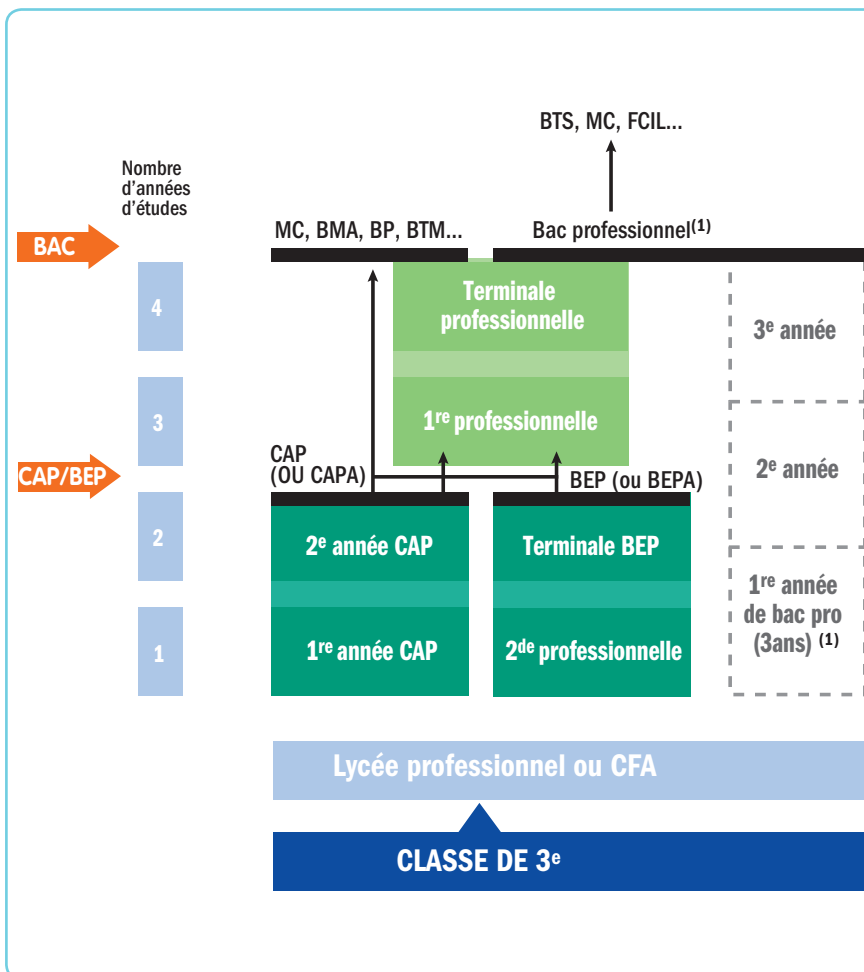 BTS, MC, FCIL...
Nombre
d'années
d'études
BAC
MC, BMA, BP, BTM...
Bac professionnel(1)
4
Terminale
professionnelle
3e année
3
1re professionnelle
CAP
(OU CAPA)
CAP/BEP
BEP (ou BEPA)
2e année
2
2e année CAP
Terminale BEP
1re année
de bac pro
(3ans) (1)
1
1re année CAP
2de professionnelle
Lycée professionnel ou CFA
CLASSE DE 3e